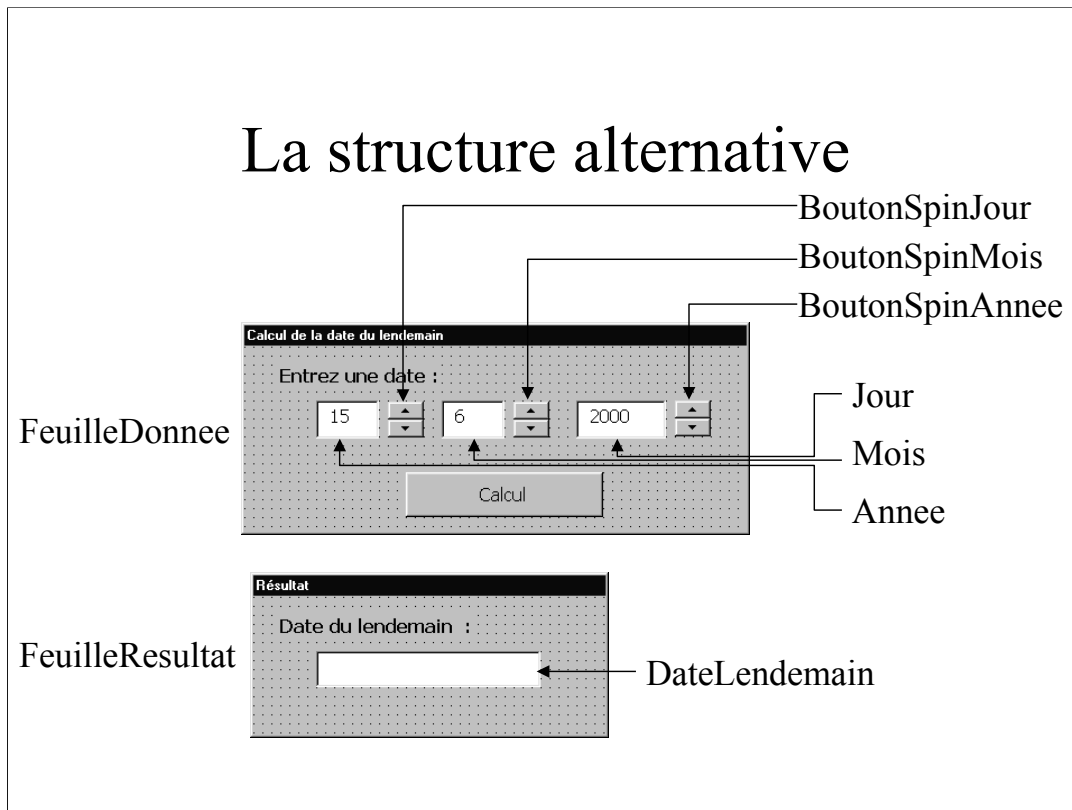 La structure alternative
BoutonSpinJour
BoutonSpinMois
BoutonSpinAnnee
Calcul de la date du lendemain
Entrez une date :
15 6 2000
Calcul
FeuilleDonnee
Jour
Mois
Annee
Résultat
Date du lendemain :
FeuilleResultat
DateLendemain